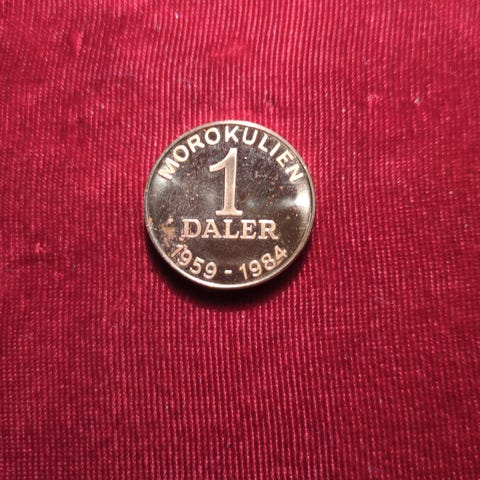 MOROKULIEN
1
DALER
1959 - 1984